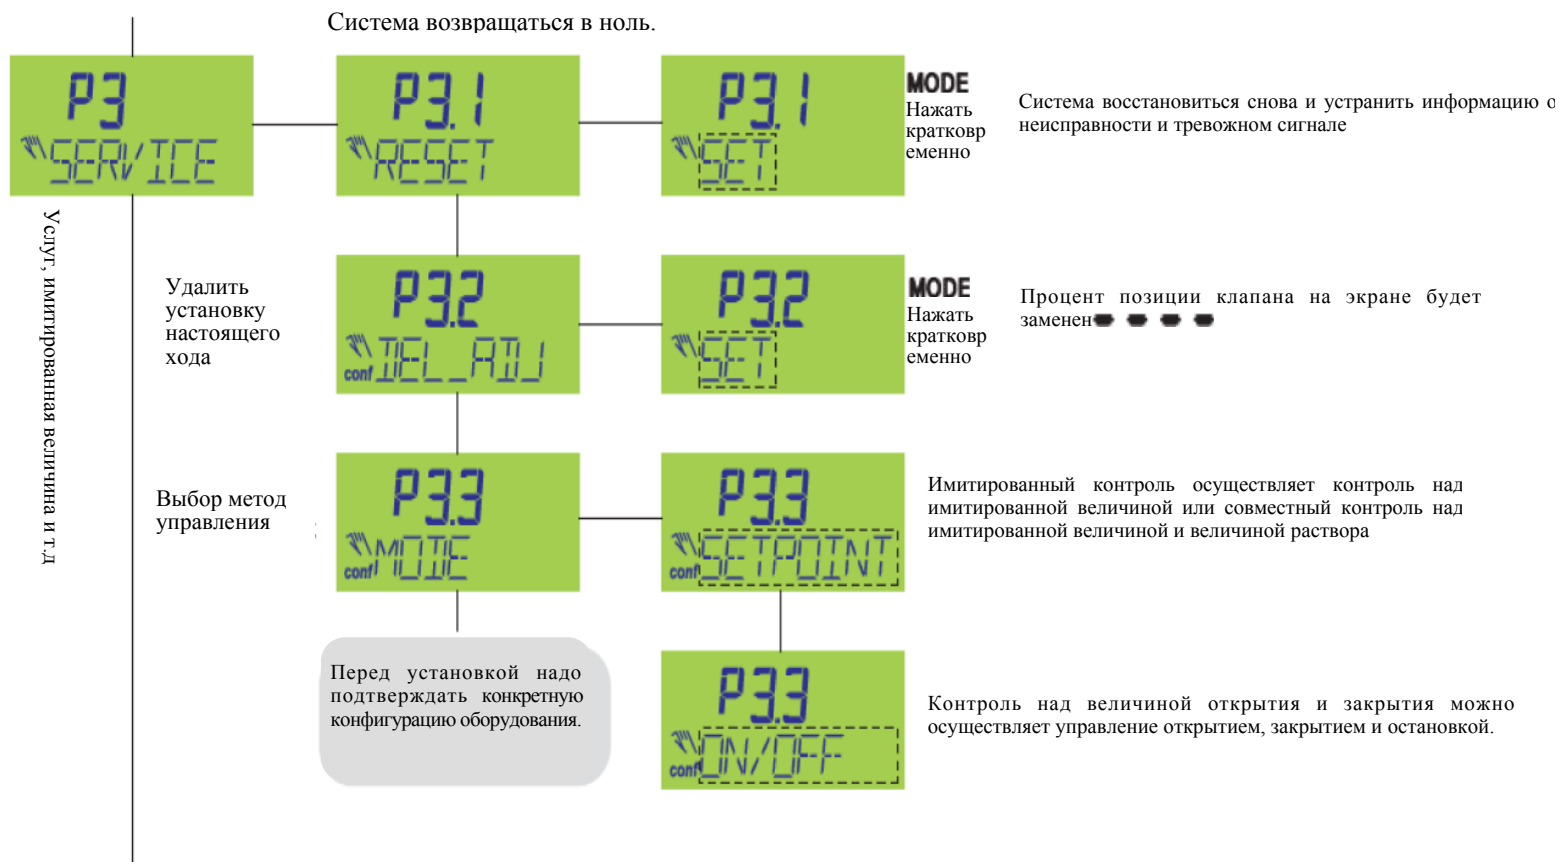 Система возвращаться в ноль.
P3
SERVICE
P3.1
RESET
P3.1
SET
MODE
Нажать
кратковр
еменно
Система восстановиться снова и устранить информацию о
неисправности и тревожном сигнале
Услуг, имитированная величина и т.д
Удалить
установку
настоящего
хода
P3.2
conf DEL_ADJ
P3.2
SET
MODE
Нажать
кратковр
еменно
Процент позиции клапана на экране будет
заменен
Выбор метод
управления
P3.3
conf MODE
P3.3
conf SETPOINT
Имитированный контроль осуществляет контроль над
имитированной величиной или совместный контроль над
имитированной величиной и величиной раствора
Перед установкой надо
подтверждать конкретную
конфигурацию оборудования.
P3.3
conf ON/OFF
Контроль над величиной открытия и закрытия можно
осуществляет управление открытием, закрытием и остановкой.